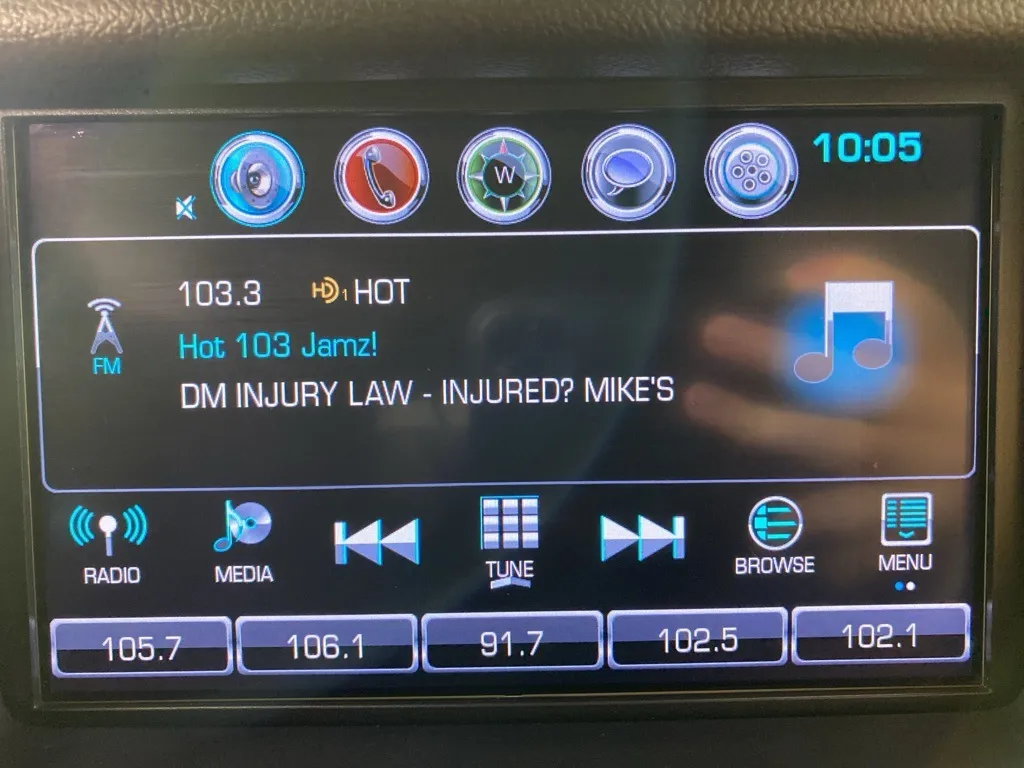 10:05
W
103.3 HD1 HOT
Hot 103 Jamz!
FM
DM INJURY LAW - INJURED? MIKE'S
RADIO MEDIA TUNE BROWSE MENU
105.7 106.1 91.7 102.5 102.1